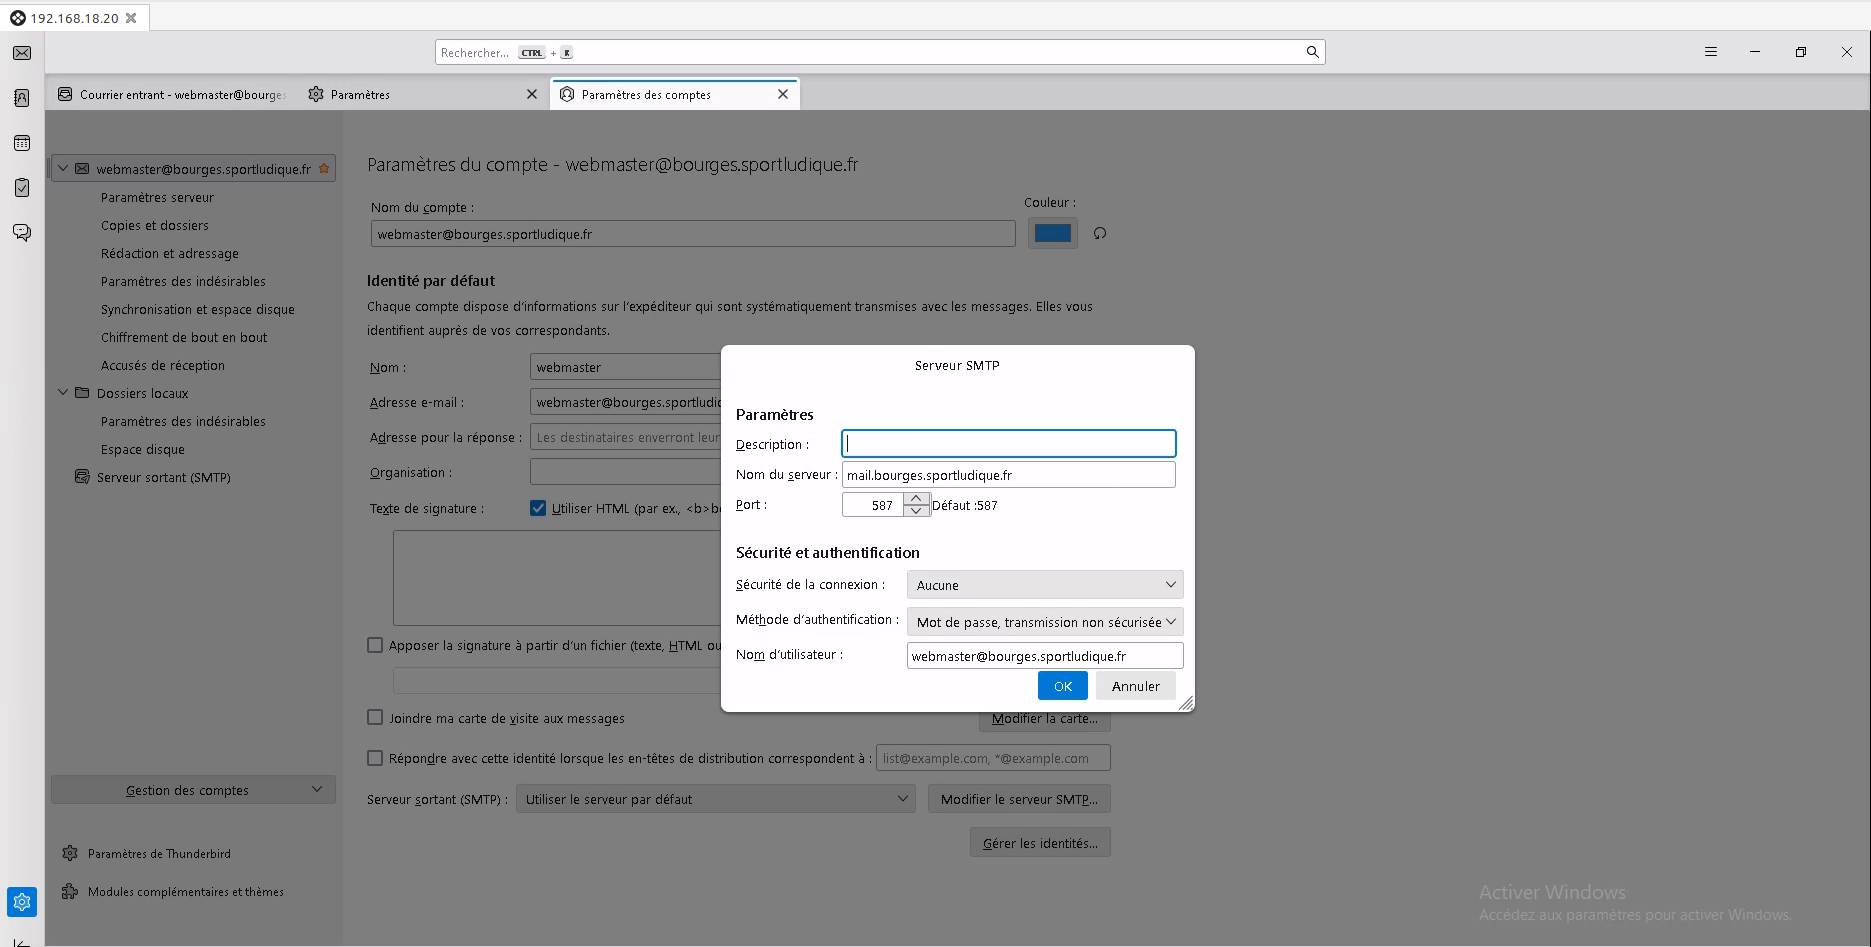 192.168.18.20
Rechercher... CTRL + K
Courrier entrant - webmaster@bourges
Paramètres
Paramètres des comptes
webmaster@bourges.sportludique.fr
Paramètres serveur
Copies et dossiers
Rédaction et adressage
Paramètres des indésirables
Synchronisation et espace disque
Chiffrement de bout en bout
Accusés de réception
Dossiers locaux
Paramètres des indésirables
Espace disque
Serveur sortant (SMTP)
Gestion des comptes
Paramètres de Thunderbird
Modules complémentaires et thèmes
Paramètres du compte - webmaster@bourges.sportludique.fr
Nom du compte :
webmaster@bourges.sportludique.fr
Couleur :
Identité par défaut
Chaque compte dispose d'informations sur l'expéditeur qui sont systématiquement transmises avec les messages. Elles vous
identifient auprès de vos correspondants.
Nom : webmaster
Adresse e-mail : webmaster@bourges.sportludiq
Adresse pour la réponse : Les destinataires enverront leur
Organisation :
Texte de signature : Utiliser HTML (par ex., <b>bo
Apposer la signature à partir d'un fichier (texte, HTML ou
Joindre ma carte de visite aux messages
Modifier la carte...
Répondre avec cette identité lorsque les en-têtes de distribution correspondent à : list@example.com, *@example.com
Serveur sortant (SMTP) : Utiliser le serveur par défaut
Modifier le serveur SMTP...
Gérer les identités...
Serveur SMTP
Paramètres
Description :
Nom du serveur : mail.bourges.sportludique.fr
Port : 587 Défaut :587
Sécurité et authentification
Sécurité de la connexion : Aucune
Méthode d'authentification : Mot de passe, transmission non sécurisée
Nom d'utilisateur : webmaster@bourges.sportludique.fr
OK
Annuler
Activer Windows
Accédez aux paramètres pour activer Windows.